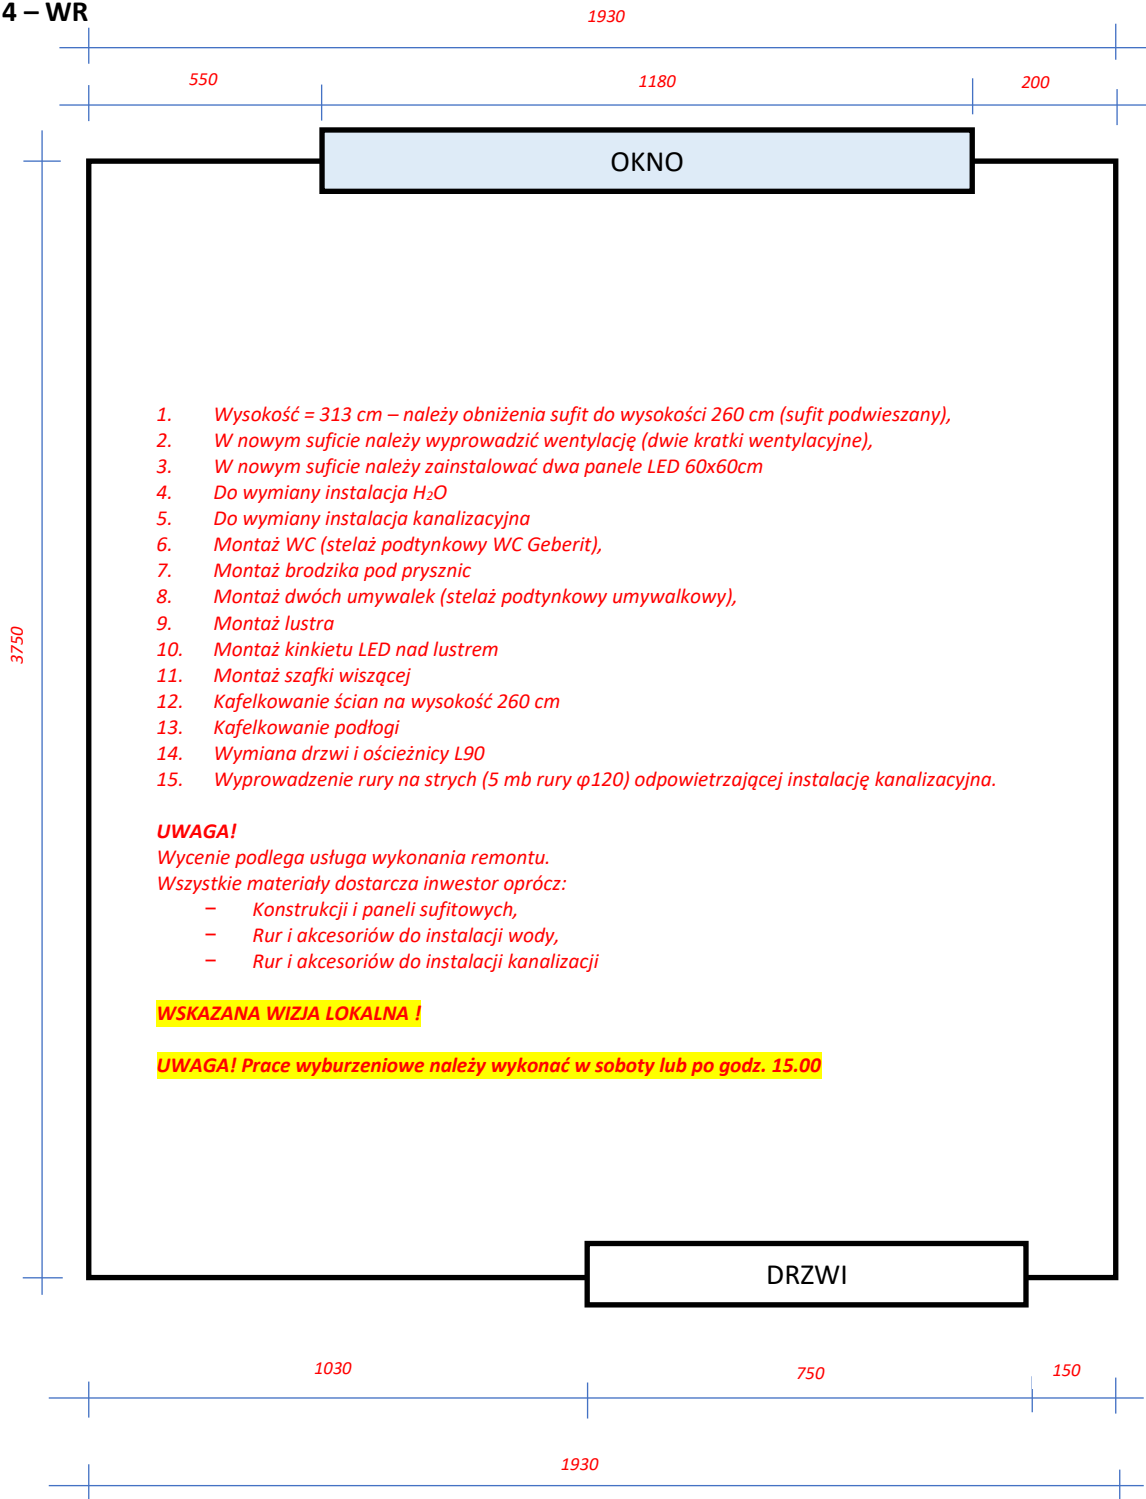 4 – WR
1930
550 1180 200
OKNO
1. Wysokość = 313 cm – należy obniżenia sufit do wysokości 260 cm (sufit podwieszany),
2. W nowym suficie należy wyprowadzić wentylację (dwie kratki wentylacyjne),
3. W nowym suficie należy zainstalować dwa panele LED 60x60cm
4. Do wymiany instalacja H₂O
5. Do wymiany instalacja kanalizacyjna
6. Montaż WC (stelaż podtynkowy WC Geberit),
7. Montaż brodzika pod prysznic
8. Montaż dwóch umywalek (stelaż podtynkowy umywalkowy),
9. Montaż lustra
10. Montaż kinkietu LED nad lustrem
11. Montaż szafki wiszącej
12. Kafelkowanie ścian na wysokość 260 cm
13. Kafelkowanie podłogi
14. Wymiana drzwi i ościeżnicy L90
15. Wyprowadzenie rury na strych (5 mb rury φ120) odpowietrzającej instalację kanalizacyjna.
3750
UWAGA!
Wycenie podlega usługa wykonania remontu.
Wszystkie materiały dostarcza inwestor oprócz:
– Konstrukcji i paneli sufitowych,
– Rur i akcesoriów do instalacji wody,
– Rur i akcesoriów do instalacji kanalizacji
WSKAZANA WIZJA LOKALNA !
UWAGA! Prace wyburzeniowe należy wykonać w soboty lub po godz. 15.00
DRZWI
1030 750 150
1930